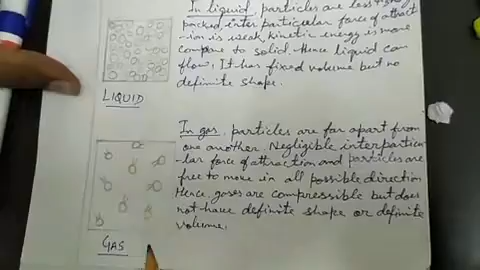 In liquid, particles are less tightly
packed, inter particular force of attract
-ion is weak, kinetic energy is more
compare to solid. Hence liquid can
flow. It has fixed volume but no
definite shape.
LIQUID
In gas, particles are far apart from
one another. Negligible interparticu
-lar force of attraction and particles are
free to move in all possible direction.
Hence, gases are compressible but does
not have definite shape or definite
volume.
GAS